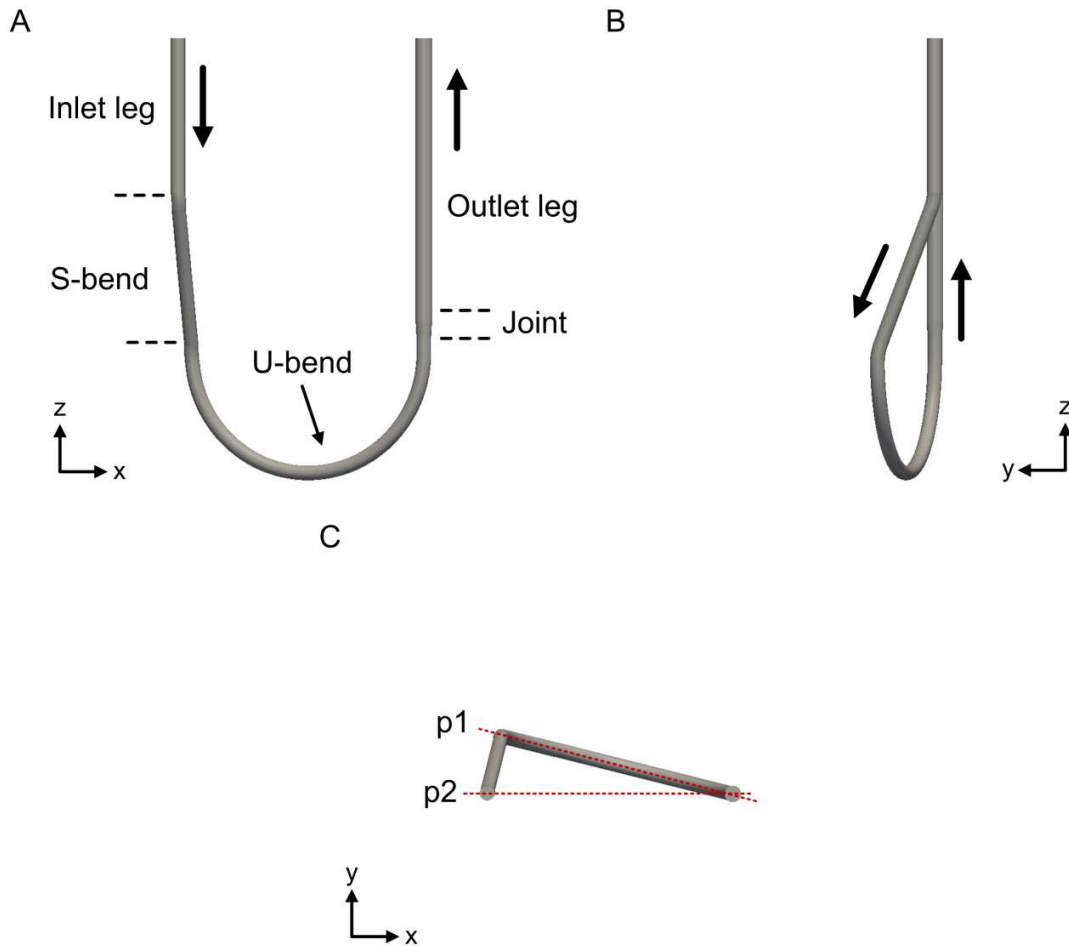 A
B
Inlet leg
Outlet leg
S-bend
Joint
U-bend
z
x
z
y
C
p1
p2
y
x